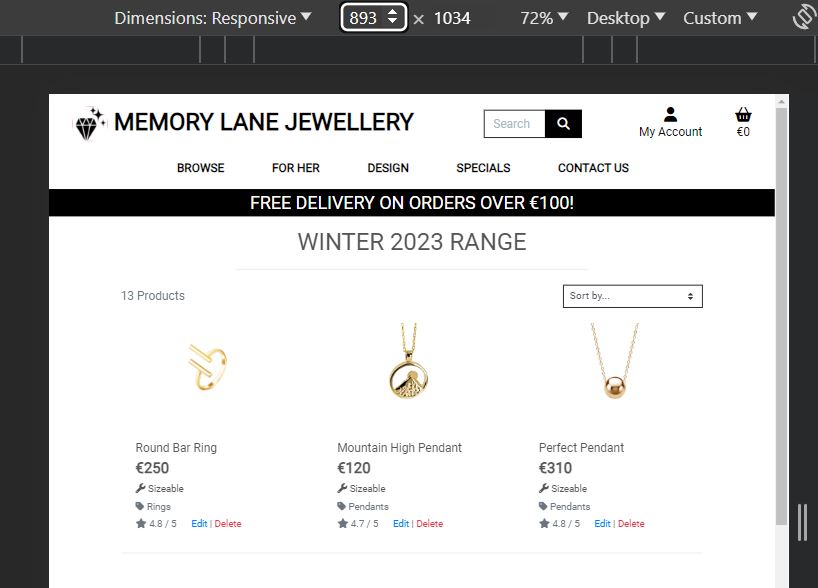 Dimensions: Responsive 893 × 1034 72% Desktop Custom
MEMORY LANE JEWELLERY Search My Account €0
BROWSE FOR HER DESIGN SPECIALS CONTACT US
FREE DELIVERY ON ORDERS OVER €100!
WINTER 2023 RANGE
13 Products Sort by...
Round Bar Ring
€250
Sizeable
Rings
4.8 / 5 Edit | Delete
Mountain High Pendant
€120
Sizeable
Pendants
4.7 / 5 Edit | Delete
Perfect Pendant
€310
Sizeable
Pendants
4.8 / 5 Edit | Delete